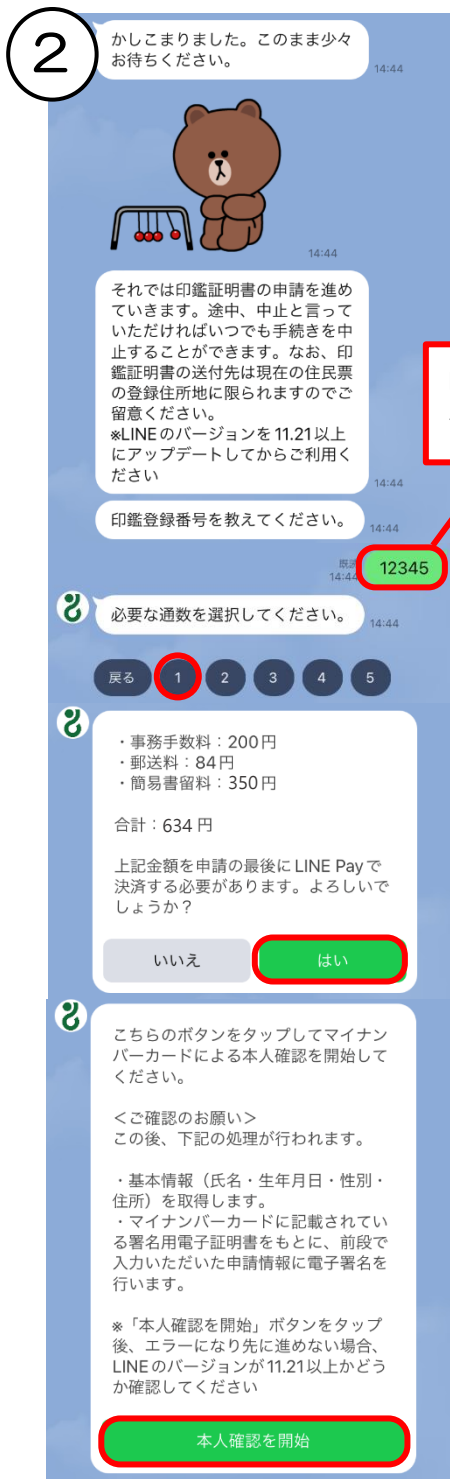 2
かしこまりました。このまま少々
お待ちください。
14:44
14:44
それでは印鑑証明書の申請を進め
ていきます。途中、中止と言って
いただければいつでも手続きを中
止することができます。なお、印
鑑証明書の送付先は現在の住民票
の登録住所地に限られますのでご
留意ください。
※LINEのバージョンを11.21以上
にアップデートしてからご利用く
ださい
14:44
印鑑登録番号を教えてください。
14:44
既読
14:44
12345
必要な通数を選択してください。
14:44
戻る 1 2 3 4 5
・事務手数料：200円
・郵送料：84円
・簡易書留料：350円
合計：634 円
上記金額を申請の最後にLINE Payで
決済する必要があります。よろしいで
しょうか？
いいえ はい
こちらのボタンをタップしてマイナン
バーカードによる本人確認を開始して
ください。
＜ご確認のお願い＞
この後、下記の処理が行われます。
・基本情報（氏名・生年月日・性別・
住所）を取得します。
・マイナンバーカードに記載されてい
る署名用電子証明書をもとに、前段で
入力いただいた申請情報に電子署名を
行います。
※「本人確認を開始」ボタンをタップ
後、エラーになり先に進めない場合、
LINEのバージョンが11.21以上かどう
か確認してください
本人確認を開始